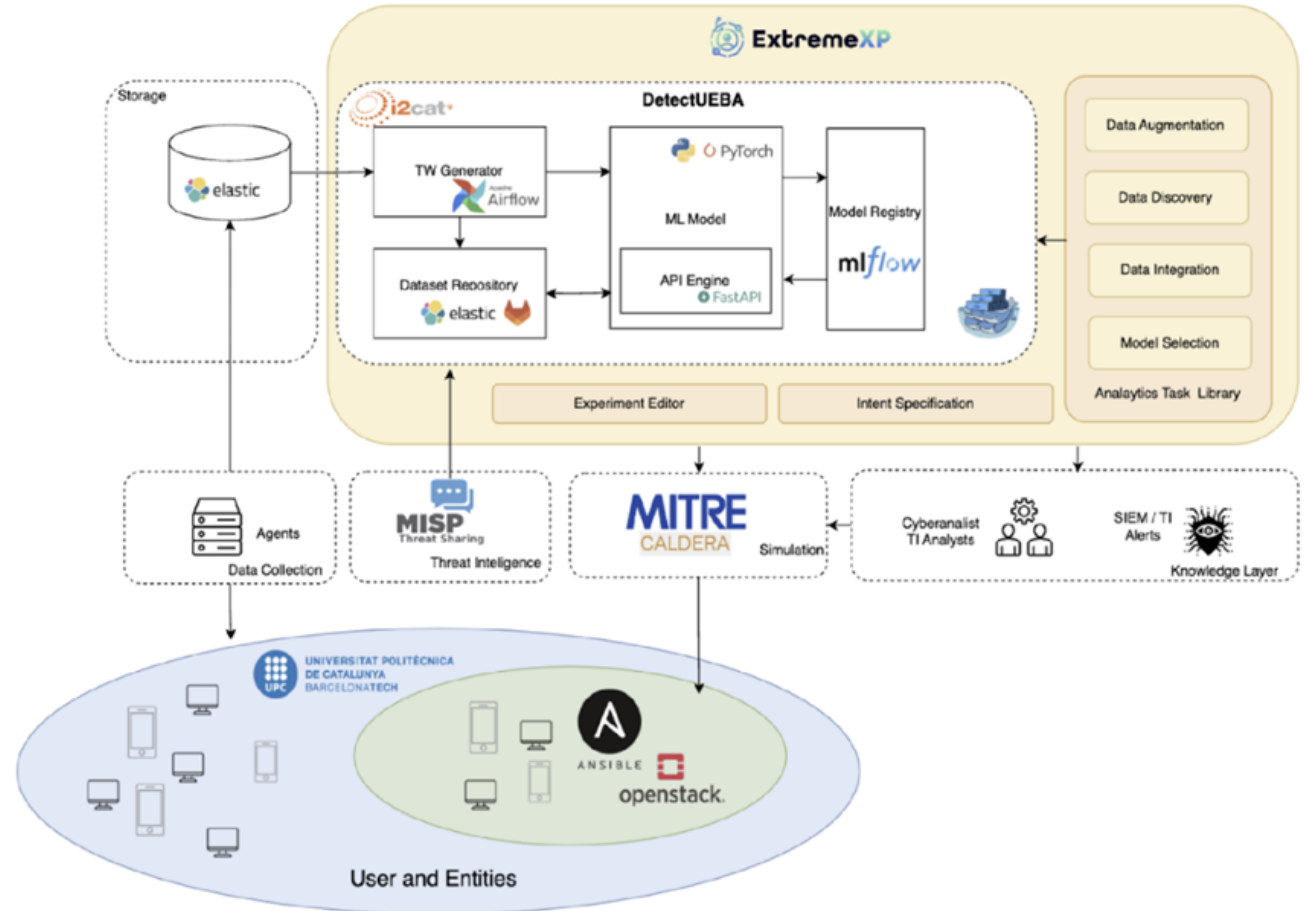 ExtremeXP
Storage
elastic
i2cat
DetectUEBA
TW Generator
Apache
Airflow
PyTorch
ML Model
Model Registry
mlflow
Dataset Repository
elastic
API Engine
FastAPI
Data Augmentation
Data Discovery
Data Integration
Model Selection
Analaytics Task Library
Experiment Editor
Intent Specification
Agents
Data Collection
MISP
Threat Sharing
Threat Inteligence
MITRE
CALDERA
Simulation
Cyberanalist
TI Analysts
SIEM / TI
Alerts
Knowledge Layer
UPC
UNIVERSITAT POLITÈCNICA
DE CATALUNYA
BARCELONATECH
ANSIBLE
openstack.
User and Entities